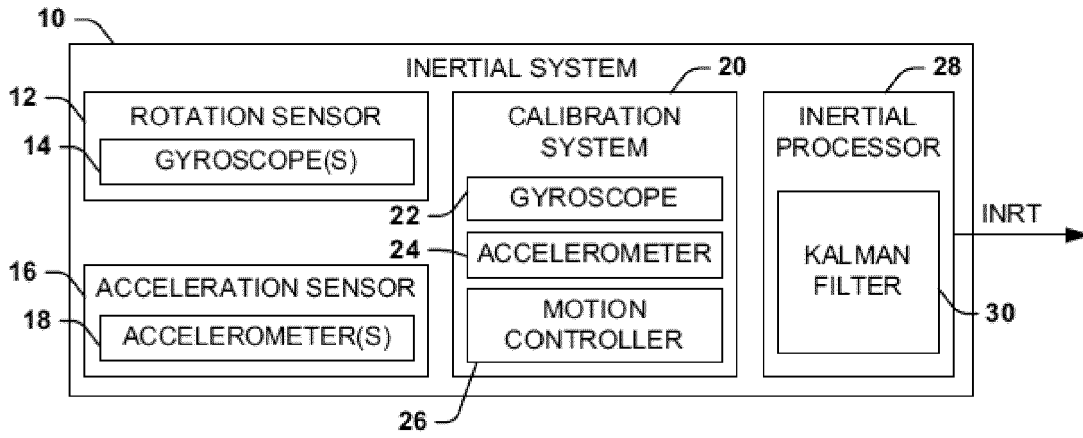 10
INERTIAL SYSTEM
12
ROTATION SENSOR
14
GYROSCOPE(S)
16
ACCELERATION SENSOR
18
ACCELEROMETER(S)
20
CALIBRATION
SYSTEM
22
GYROSCOPE
24
ACCELEROMETER
MOTION
CONTROLLER
26
28
INERTIAL
PROCESSOR
KALMAN
FILTER
30
INRT